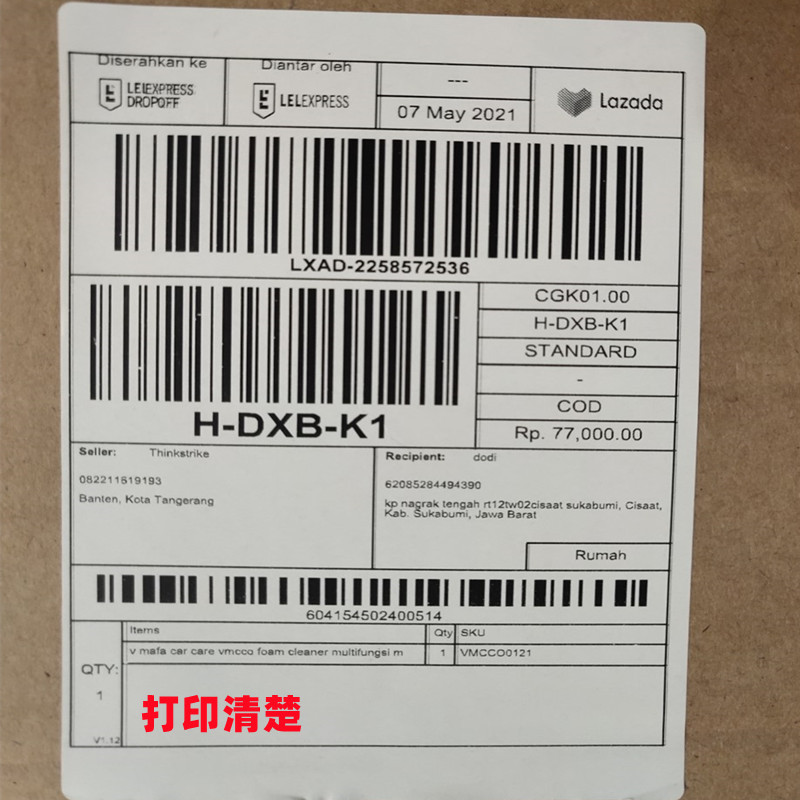 Diserahkan ke
LEIEXPRESS
DROPOFF
Diantar oleh
LELEXPRESS
---
07 May 2021
Lazada
LXAD-2258572536
H-DXB-K1
CGK01.00
H-DXB-K1
STANDARD
-
COD
Rp. 77,000.00
Seller: Thinkstrike
082211619193
Banten, Kota Tangerang
Recipient: dodi
62085284494390
kp nagrak tengah rt12tw02cisaat sukabumi, Cisaat,
Kab. Sukabumi, Jawa Barat
Rumah
604154502400514
Items Qty SKU
v mafa car care vmcco foam cleaner multifungsi m 1 VMCCO0121
QTY:
1
V1.12
打印清楚